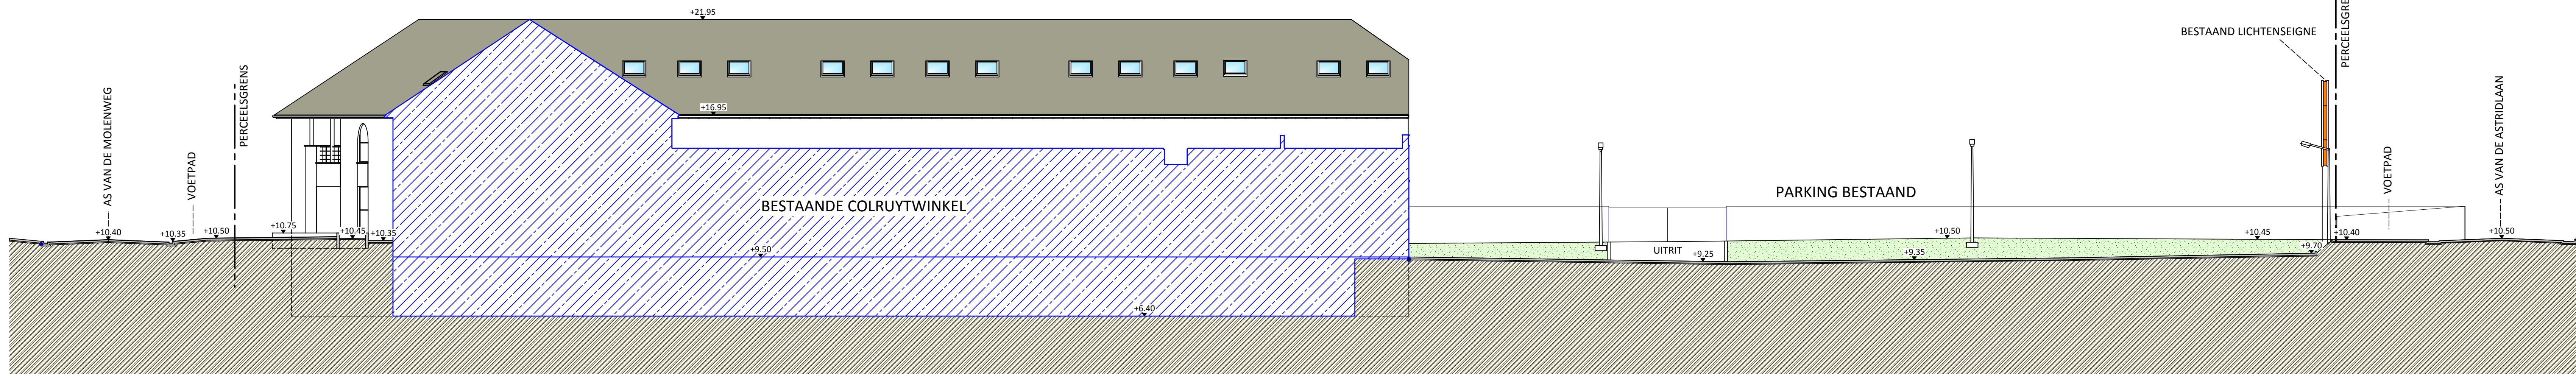 +21.95
BESTAAND LICHTENSEIGNE
PERCEELSGRE
AS VAN DE MOLENWEG
VOETPAD
PERCEELSGRENS
+16.95
VOETPAD
AS VAN DE ASTRIDLAAN
PARKING BESTAAND
BESTAANDE COLRUYTWINKEL
+10.40
+10.35
+10.50
+10.75
+10.45
+10.35
+9.50
UITRIT
+9.25
+10.50
+9.35
+10.45
+9.70
+10.40
+10.50
+6.40